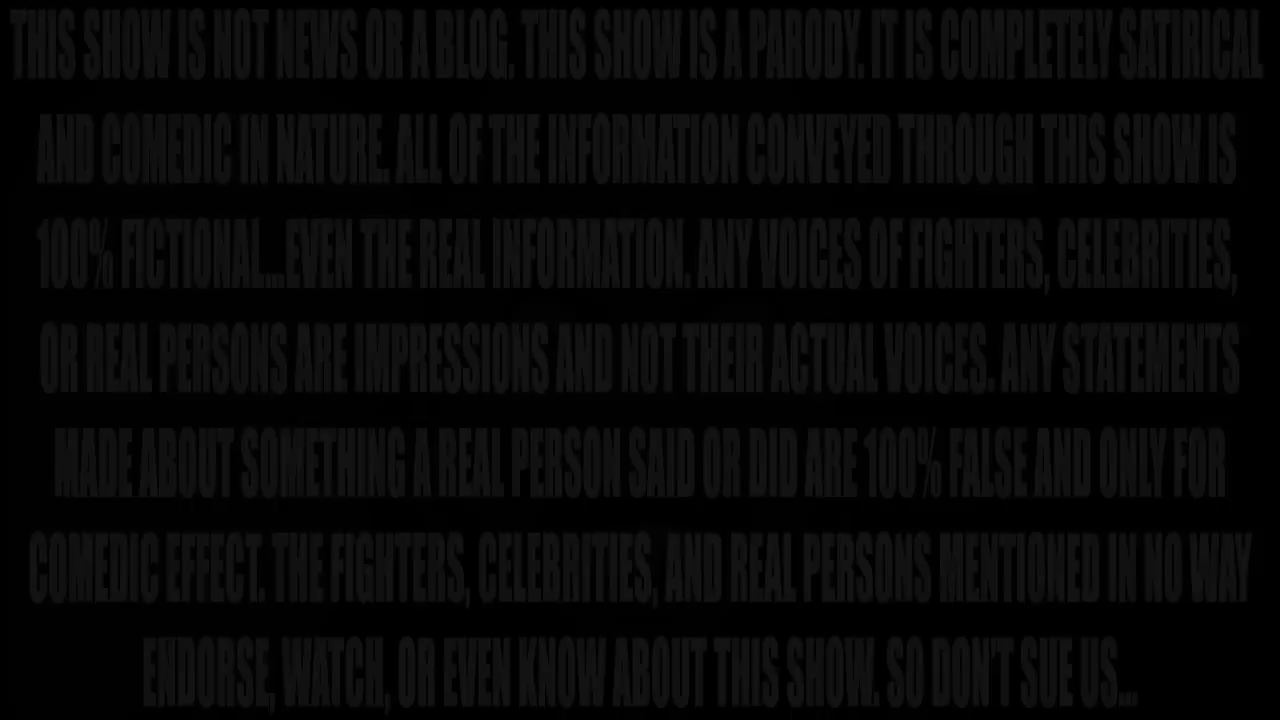 THIS SHOW IS NOT NEWS OR A BLOG. THIS SHOW IS A PARODY. IT IS COMPLETELY SATIRICAL
AND COMEDIC IN NATURE. ALL OF THE INFORMATION CONVEYED THROUGH THIS SHOW IS
100% FICTIONAL...EVEN THE REAL INFORMATION. ANY VOICES OF FIGHTERS, CELEBRITIES,
OR REAL PERSONS ARE IMPRESSIONS AND NOT THEIR ACTUAL VOICES. ANY STATEMENTS
MADE ABOUT SOMETHING A REAL PERSON SAID OR DID ARE 100% FALSE AND ONLY FOR
COMEDIC EFFECT. THE FIGHTERS, CELEBRITIES, AND REAL PERSONS MENTIONED IN NO WAY
ENDORSE, WATCH, OR EVEN KNOW ABOUT THIS SHOW. SO DON'T SUE US...